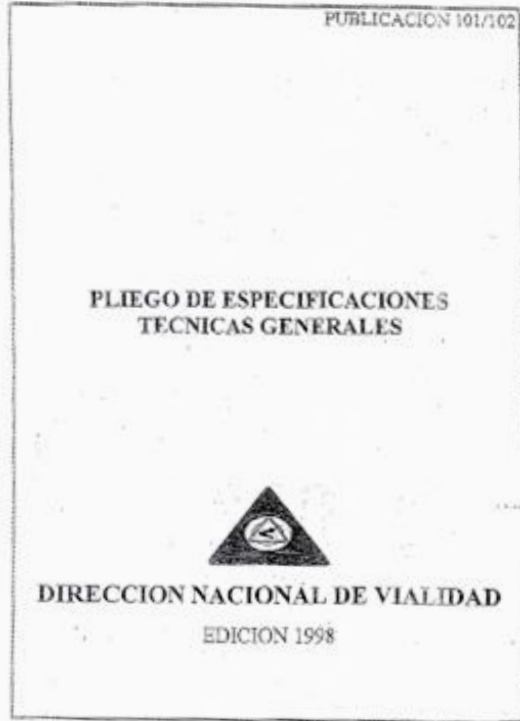 PUBLICACION 101/102
PLIEGO DE ESPECIFICACIONES
TECNICAS GENERALES
DIRECCION NACIONAL DE VIALIDAD
EDICION 1998